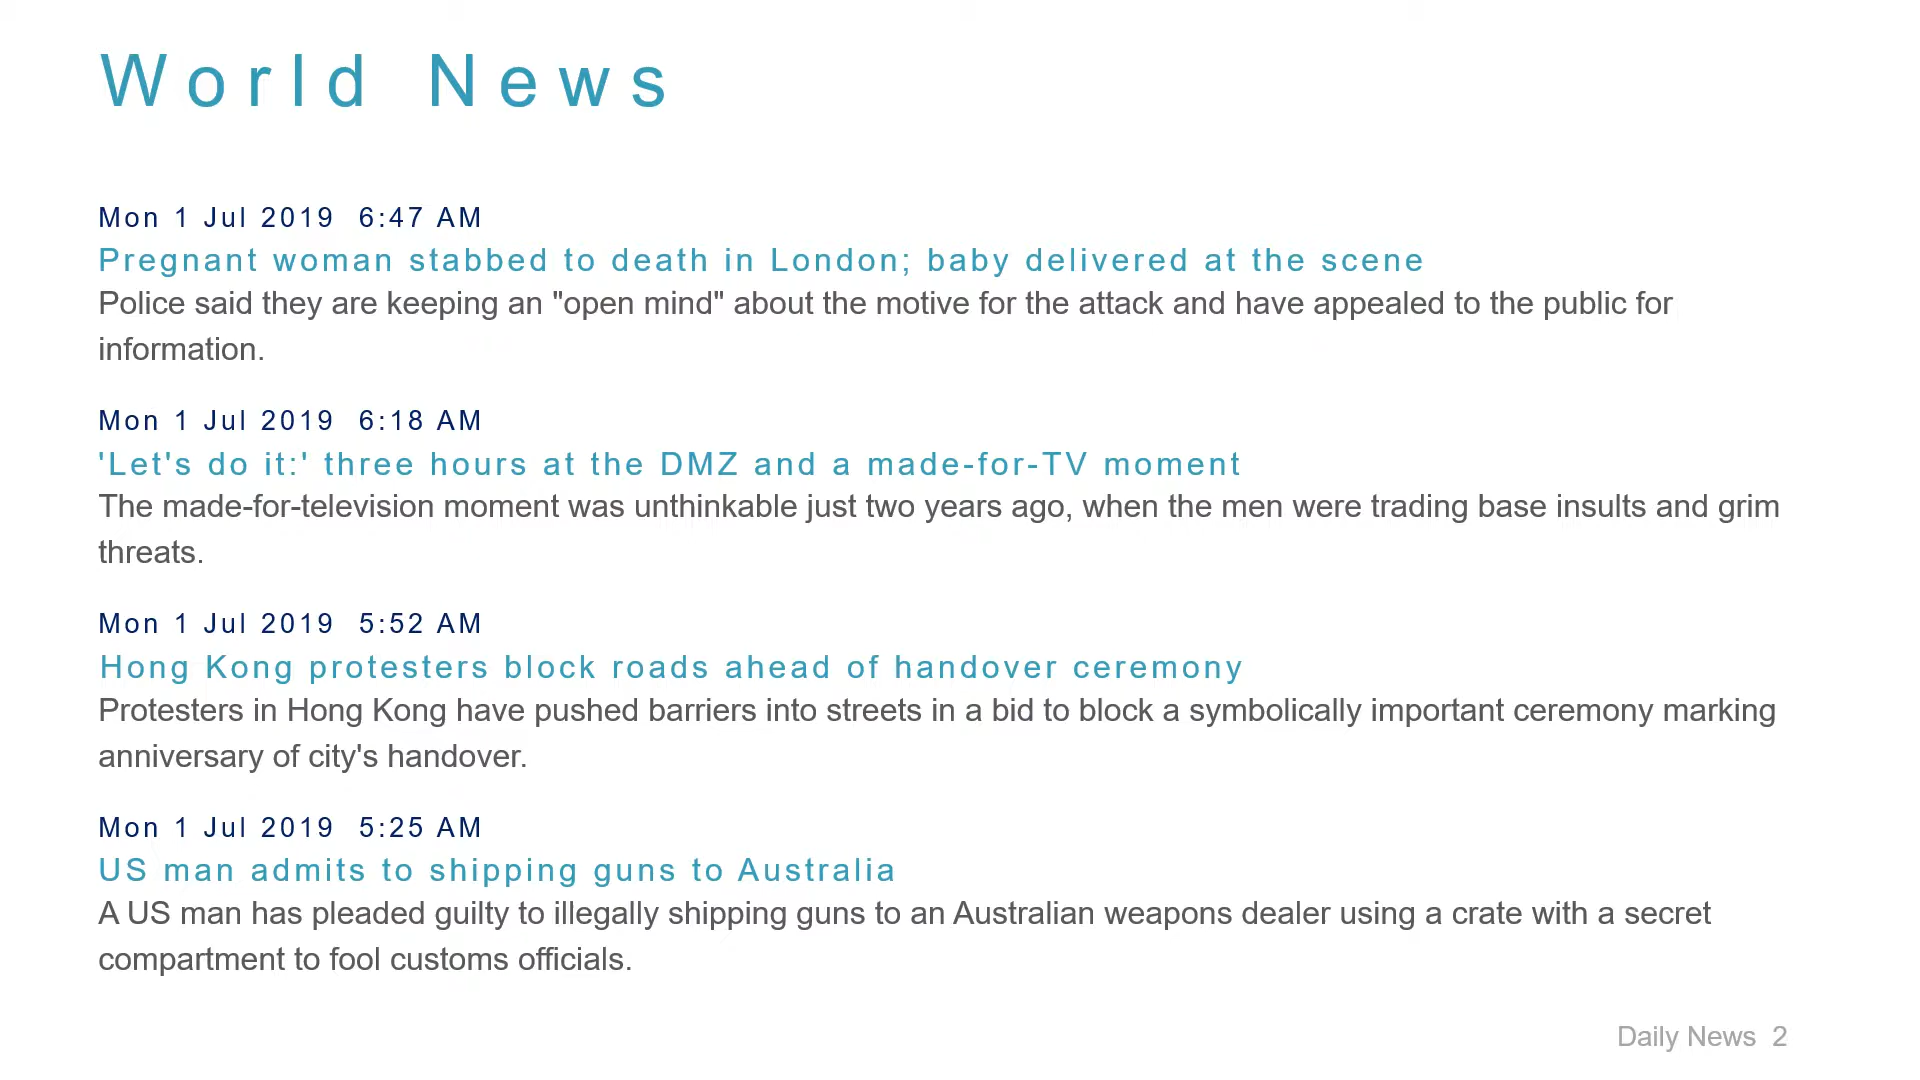 World News
Mon 1 Jul 2019 6:47 AM
Pregnant woman stabbed to death in London; baby delivered at the scene
Police said they are keeping an "open mind" about the motive for the attack and have appealed to the public for
information.
Mon 1 Jul 2019 6:18 AM
'Let's do it:' three hours at the DMZ and a made-for-TV moment
The made-for-television moment was unthinkable just two years ago, when the men were trading base insults and grim
threats.
Mon 1 Jul 2019 5:52 AM
Hong Kong protesters block roads ahead of handover ceremony
Protesters in Hong Kong have pushed barriers into streets in a bid to block a symbolically important ceremony marking
anniversary of city's handover.
Mon 1 Jul 2019 5:25 AM
US man admits to shipping guns to Australia
A US man has pleaded guilty to illegally shipping guns to an Australian weapons dealer using a crate with a secret
compartment to fool customs officials.
Daily News 2